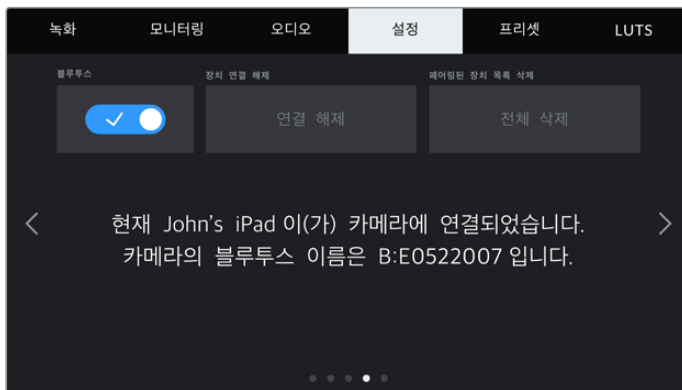 녹화 모니터링 오디오 설정 프리셋 LUTS
블루투스 장치 연결 해제 페어링된 장치 목록 삭제
연결 해제 전체 삭제
현재 John’s iPad 이(가) 카메라에 연결되었습니다.
카메라의 블루투스 이름은 B:E0522007 입니다.